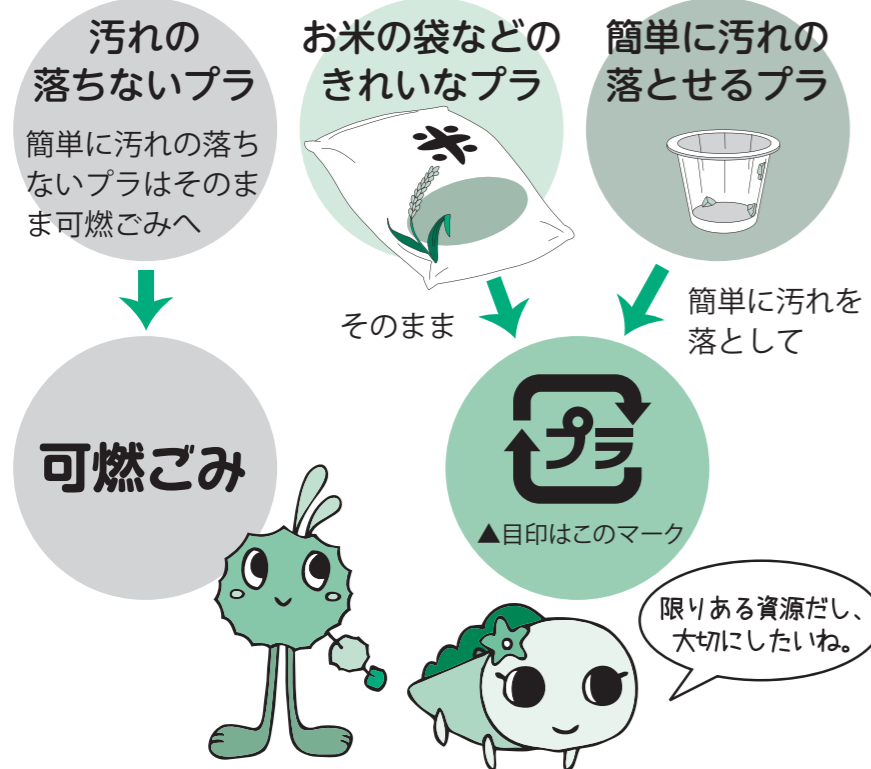 汚れの
落ちないプラ
簡単に汚れの落ち
ないプラはそのま
ま可燃ごみへ
お米の袋などの
きれいなプラ
米
簡単に汚れの
落とせるプラ
そのまま
簡単に汚れを
落として
可燃ごみ
プラ
▲目印はこのマーク
限りある資源だし、
大切にしたいね。